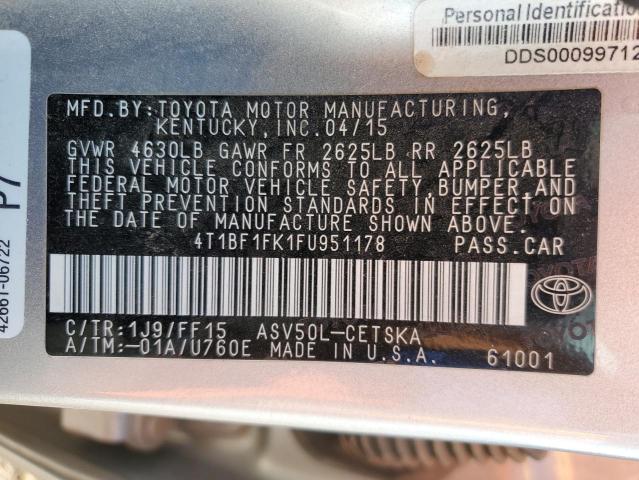 Personal Identification
DDS00099712
P7
42661-06722
MFD.BY:TOYOTA MOTOR MANUFACTURING,
KENTUCKY,INC.04/15
GVWR 4630LB GAWR FR 2625LB RR 2625LB
THIS VEHICLE CONFORMS TO ALL APPLICABLE
FEDERAL MOTOR VEHICLE SAFETY,BUMPER,AND
THEFT PREVENTION STANDARDS IN EFFECT ON
THE DATE OF MANUFACTURE SHOWN ABOVE.
4T1BF1FK1FU951178 PASS.CAR
C/TR:1J9/FF15 ASV50L-CETSKA
A/TM:-01A/U760E MADE IN U.S.A. 61001